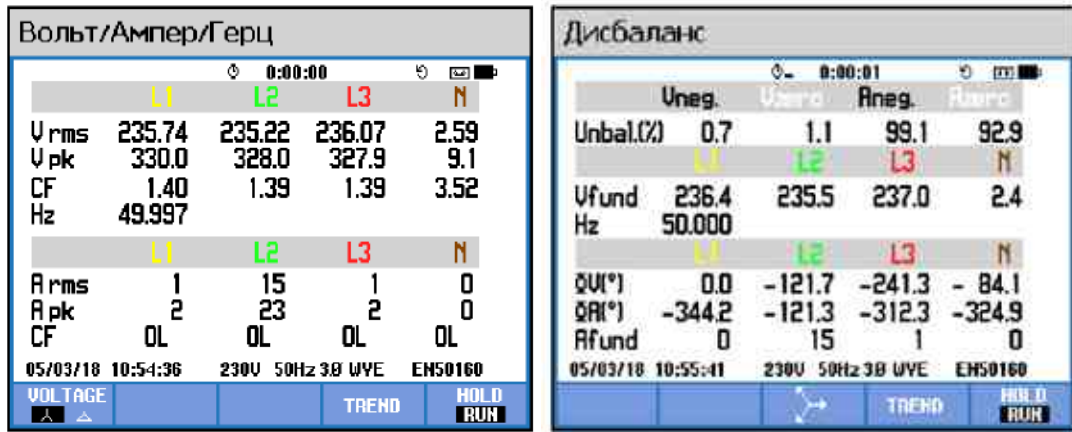 Вольт/Ампер/Герц
0:00:00
L1 L2 L3 N
V rms 235.74 235.22 236.07 2.59
V pk 330.0 328.0 327.9 9.1
CF 1.40 1.39 1.39 3.52
Hz 49.997
L1 L2 L3 N
A rms 1 15 1 0
A pk 2 23 2 0
CF OL OL OL OL
05/03/18 10:54:36 230V 50Hz 3Ø WYE EN50160
VOLTAGE TREND HOLD
RUN
Дисбаланс
0:00:01
Vneg. Vzero Aneg. Azero
Unbal.(%) 0.7 1.1 99.1 92.9
L1 L2 L3 N
Vfund 236.4 235.5 237.0 2.4
Hz 50.000
L1 L2 L3 N
ØV(°) 0.0 -121.7 -241.3 - 84.1
ØA(°) -344.2 -121.3 -312.3 -324.9
Afund 0 15 1 0
05/03/18 10:55:41 230V 50Hz 3Ø WYE EN50160
TREND HOLD
RUN